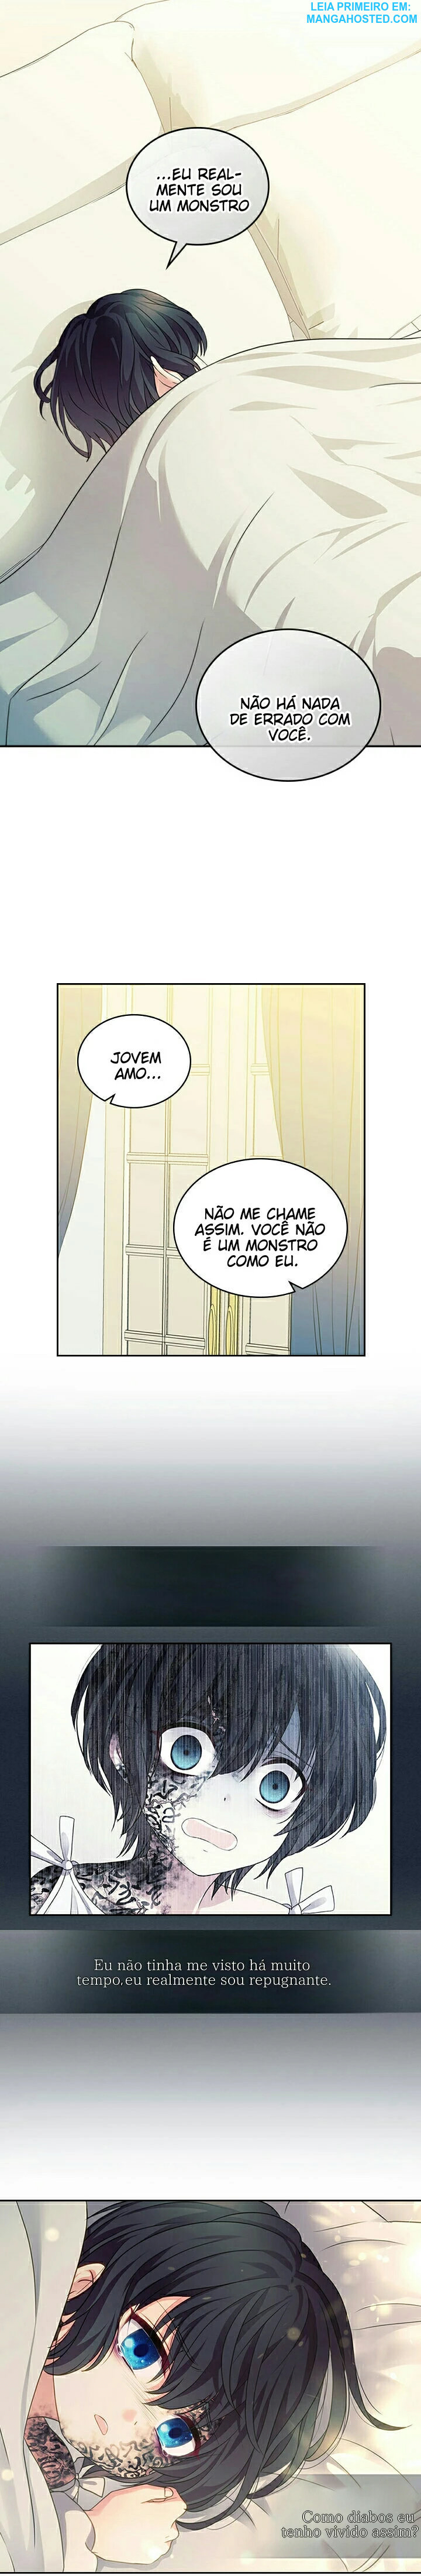 LEIA PRIMEIRO EM:
MANGAHOSTED.COM
...EU REAL-
MENTE SOU
UM MONSTRO
NÃO HÁ NADA
DE ERRADO COM
VOCÊ.
JOVEM
AMO...
NÃO ME CHAME
ASSIM. VOCÊ NÃO
É UM MONSTRO
COMO EU.
Eu não tinha me visto há muito
tempo.eu realmente sou repugnante.
Como diabos eu
tenho vivido assim?